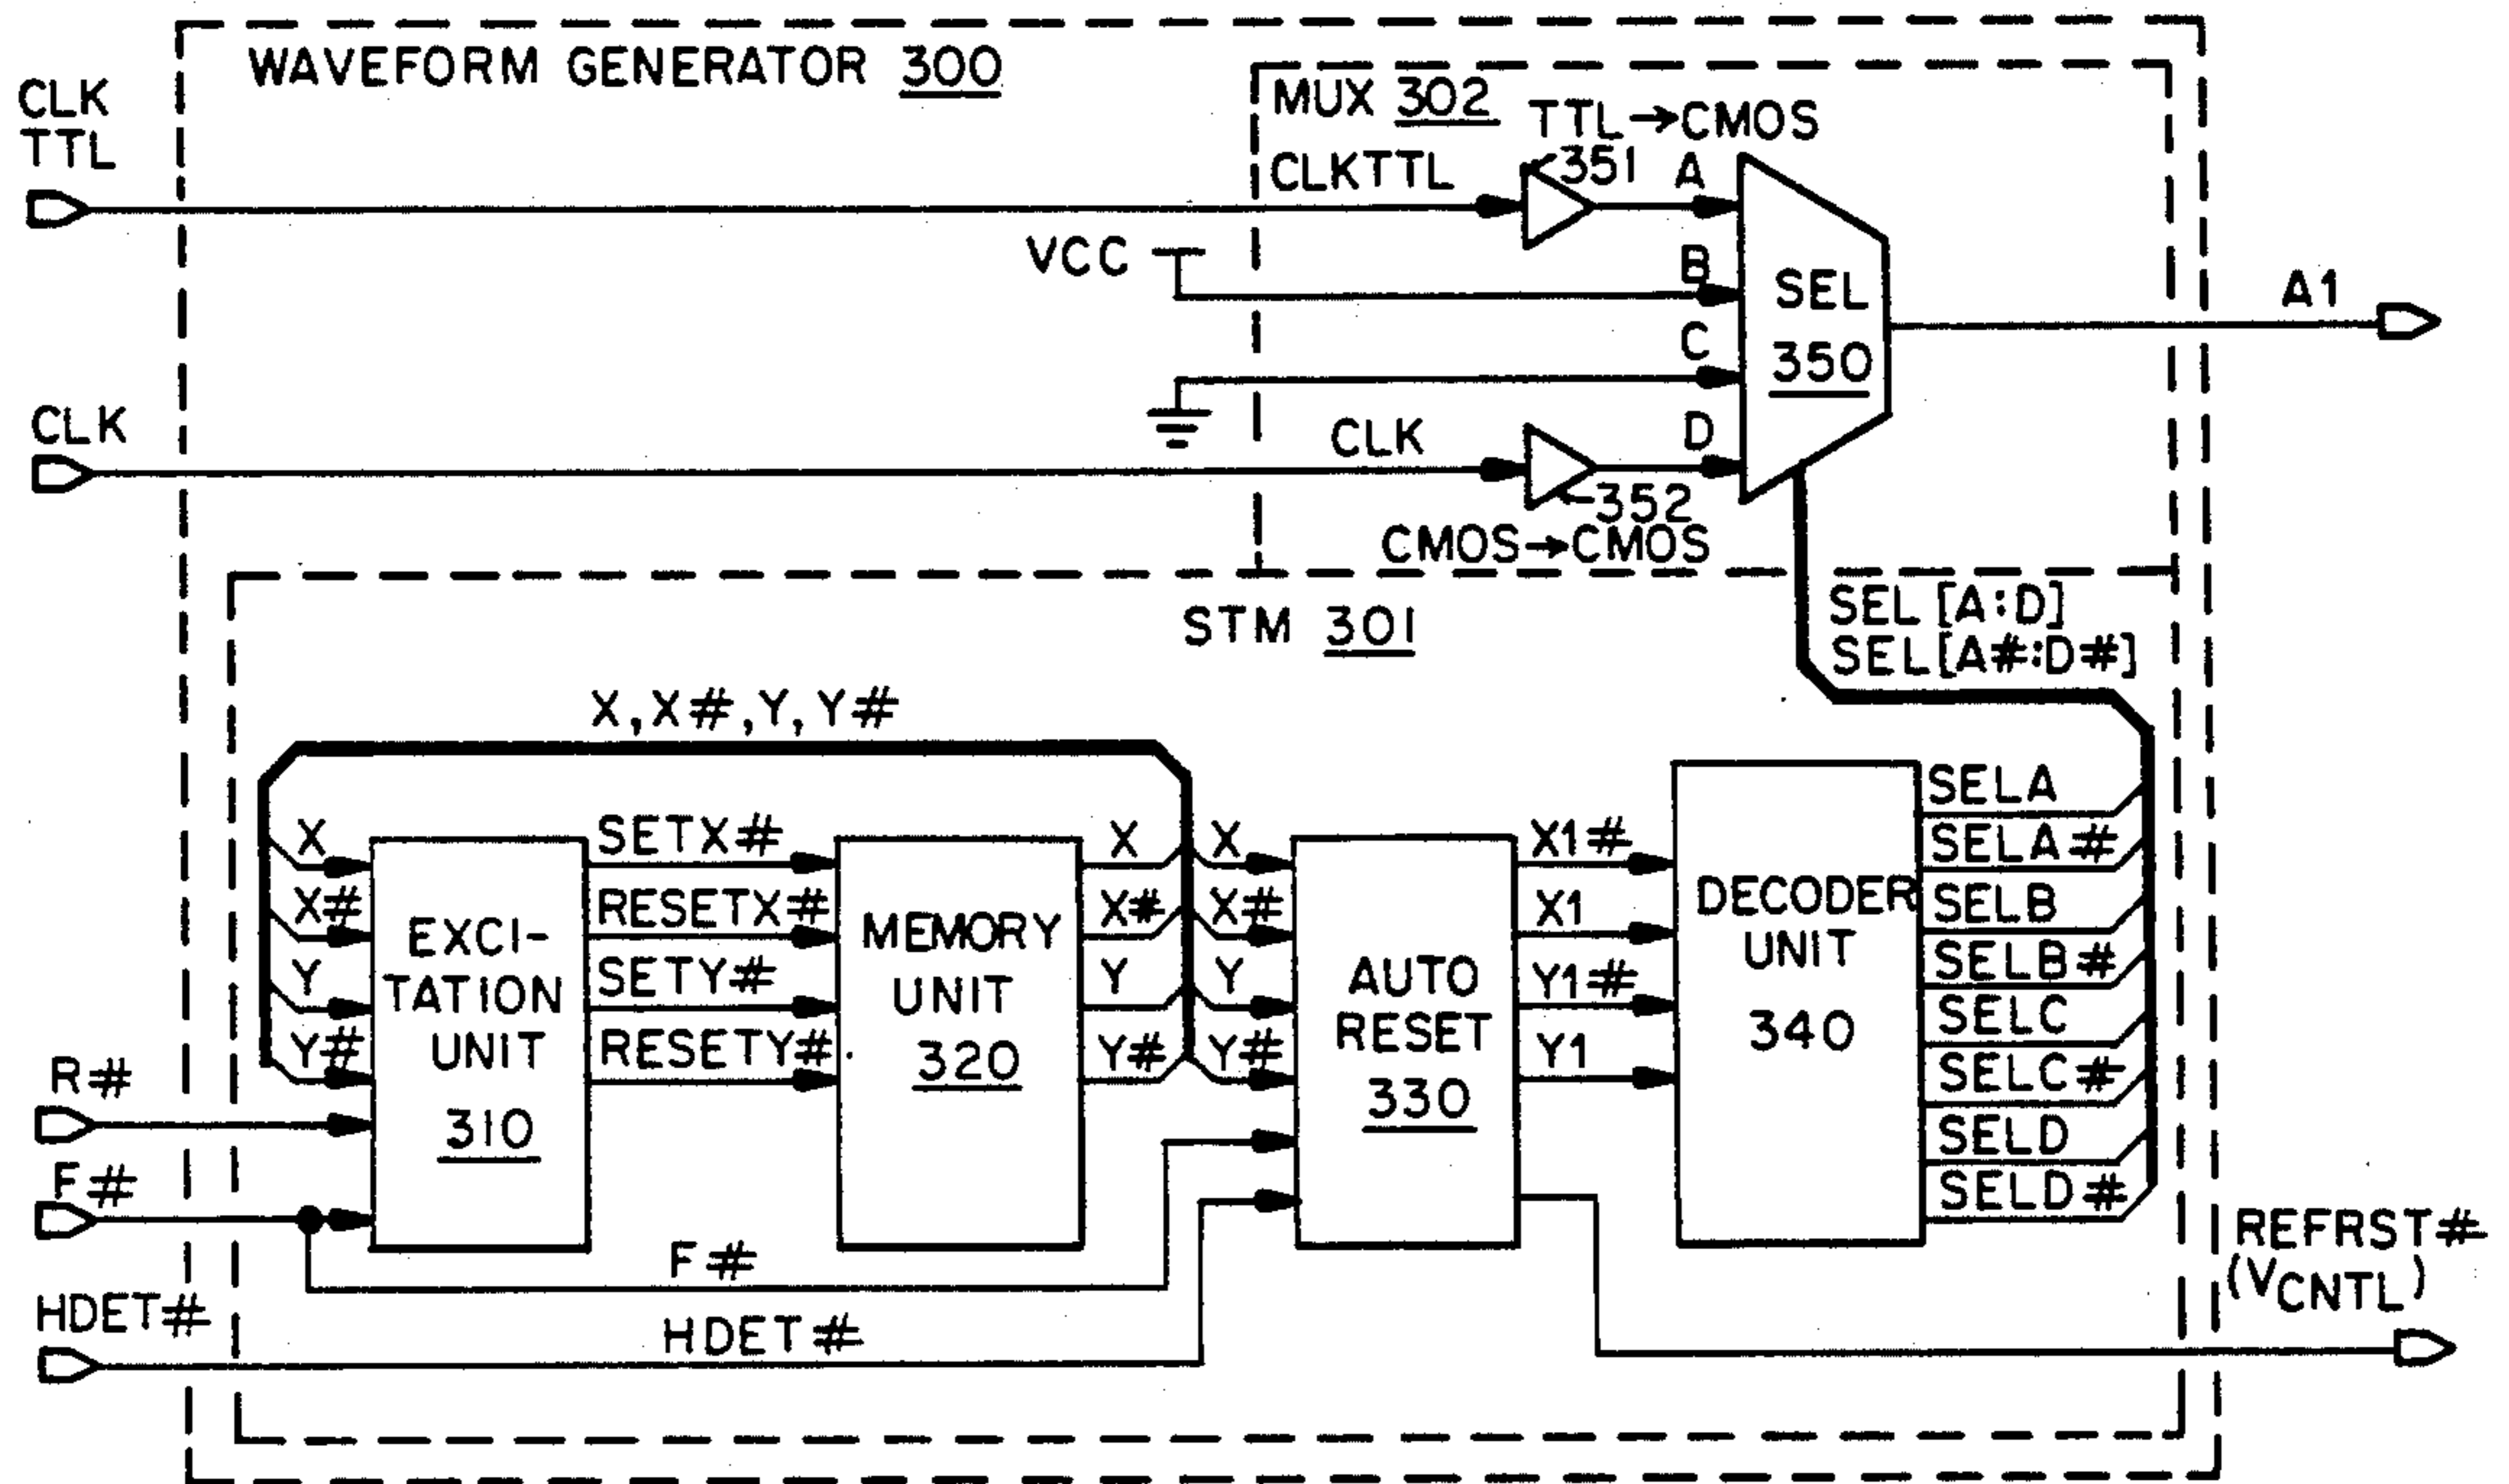 WAVEFORM GENERATOR 300
CLK
TTL
MUX 302
TTL→CMOS
CLKTTL
351
A
VCC
B
SEL
350
A1
C
CLK
CLK
D
352
CMOS→CMOS
STM 301
SEL[A:D]
SEL[A#:D#]
X,X#,Y,Y#
X
X#
Y
Y#
R#
F#
HDET#
EXCI-
TATION
UNIT
310
SETX#
RESETX#
SETY#
RESETY#
MEMORY
UNIT
320
X
X#
Y
Y#
X
X#
Y
Y#
AUTO
RESET
330
X1#
X1
Y1#
Y1
DECODER
UNIT
340
SELA
SELA#
SELB
SELB#
SELC
SELC#
SELD
SELD#
F#
HDET#
REFRST#
(VCNTL)